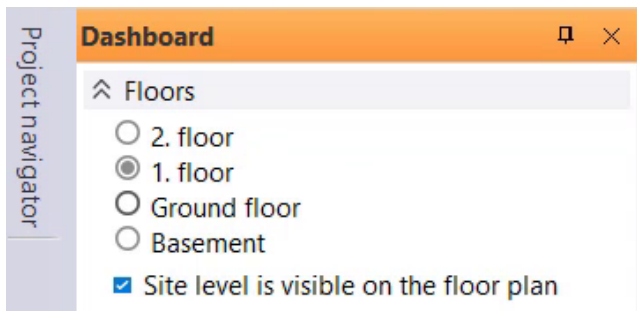 Project navigator
Dashboard
Floors
2. floor
1. floor
Ground floor
Basement
Site level is visible on the floor plan